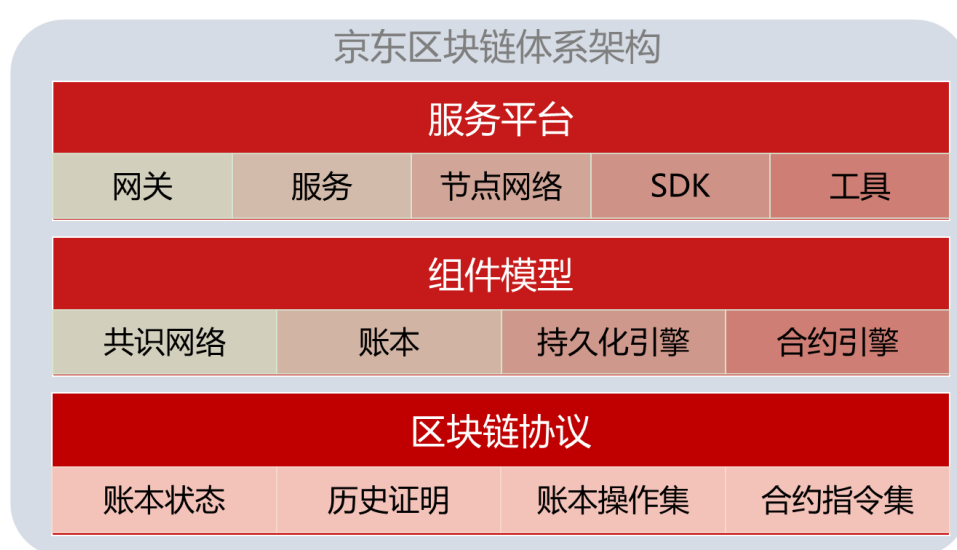 京东区块链体系架构
服务平台
网关 服务 节点网络 SDK 工具
组件模型
共识网络 账本 持久化引擎 合约引擎
区块链协议
账本状态 历史证明 账本操作集 合约指令集